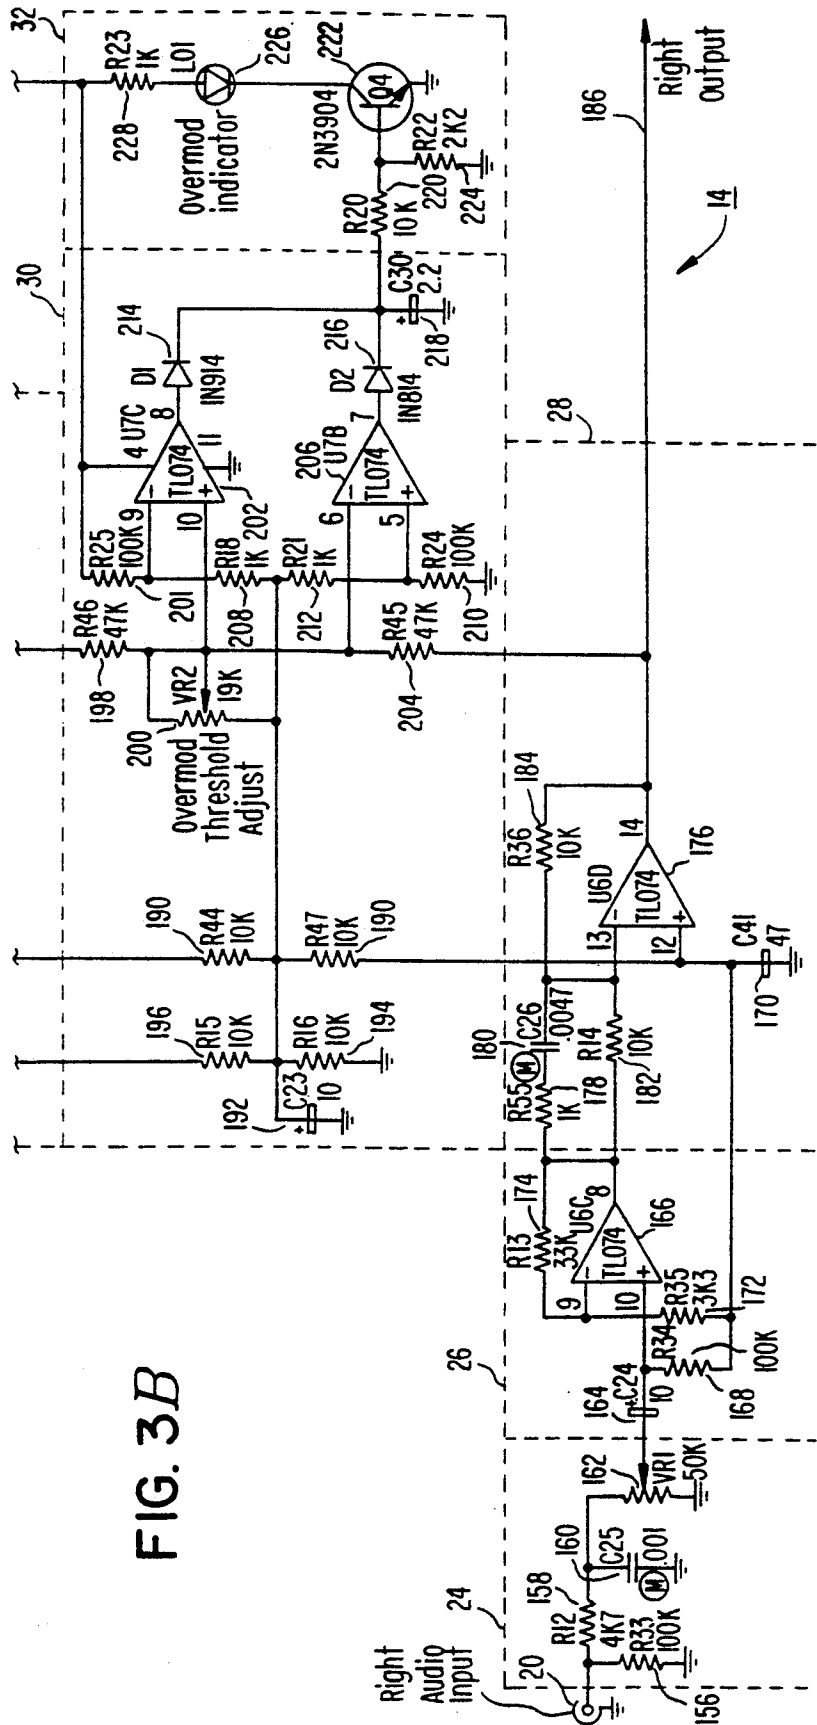 FIG. 3B
32
R23
1K
228
LD1
226
Overmod
indicator
222
Q4
2N3904
R22
2K2
224
220
R20
10K
30
214
D1
1N914
C30
2.2
218
216
D2
1N814
4 U7C
8
11
TL074
9
10
202
206
U7B
7
TL074
6
5
R25
100K
201
R18
1K
208
R21
1K
212
R24
100K
210
R46
47K
198
VR2
19K
200
Overmod
Threshold
Adjust
R45
47K
204
190
R44
10K
R47
10K
190
196
R15
10K
R16
10K
194
192
C23
10
186
Right
Output
14
28
184
R36
10K
U6D
14
TL074
13
12
176
C41
47
170
180
C26
.0047
M
R55
1K
178
R14
10K
182
174
R13
33K
U6C
8
TL074
9
10
166
R35
3K3
172
R34
100K
168
26
164
C24
10
162
VR1
50K
160
C25
.001
M
158
R12
4K7
24
R33
100K
156
Right
Audio
Input
20